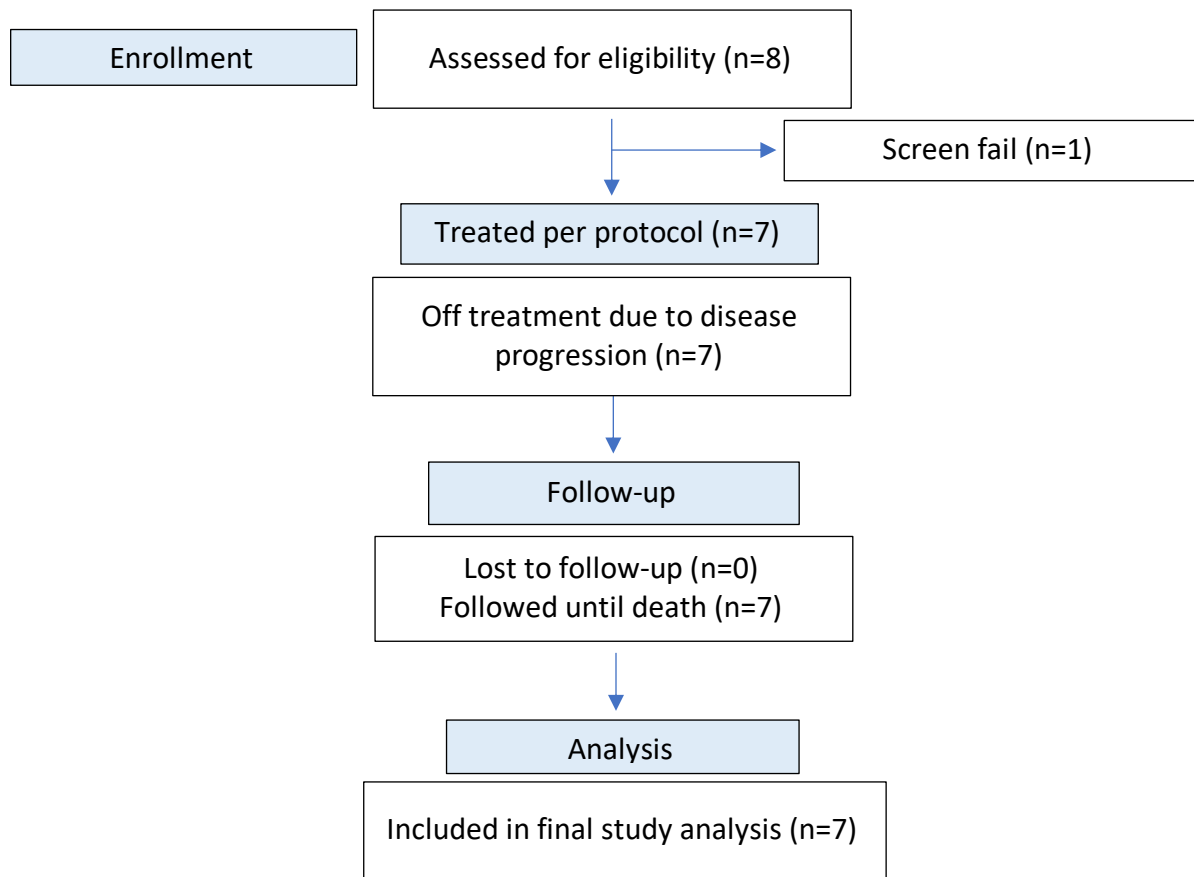 Enrollment
Assessed for eligibility (n=8)
Screen fail (n=1)
Treated per protocol (n=7)
Off treatment due to disease
progression (n=7)
Follow-up
Lost to follow-up (n=0)
Followed until death (n=7)
Analysis
Included in final study analysis (n=7)